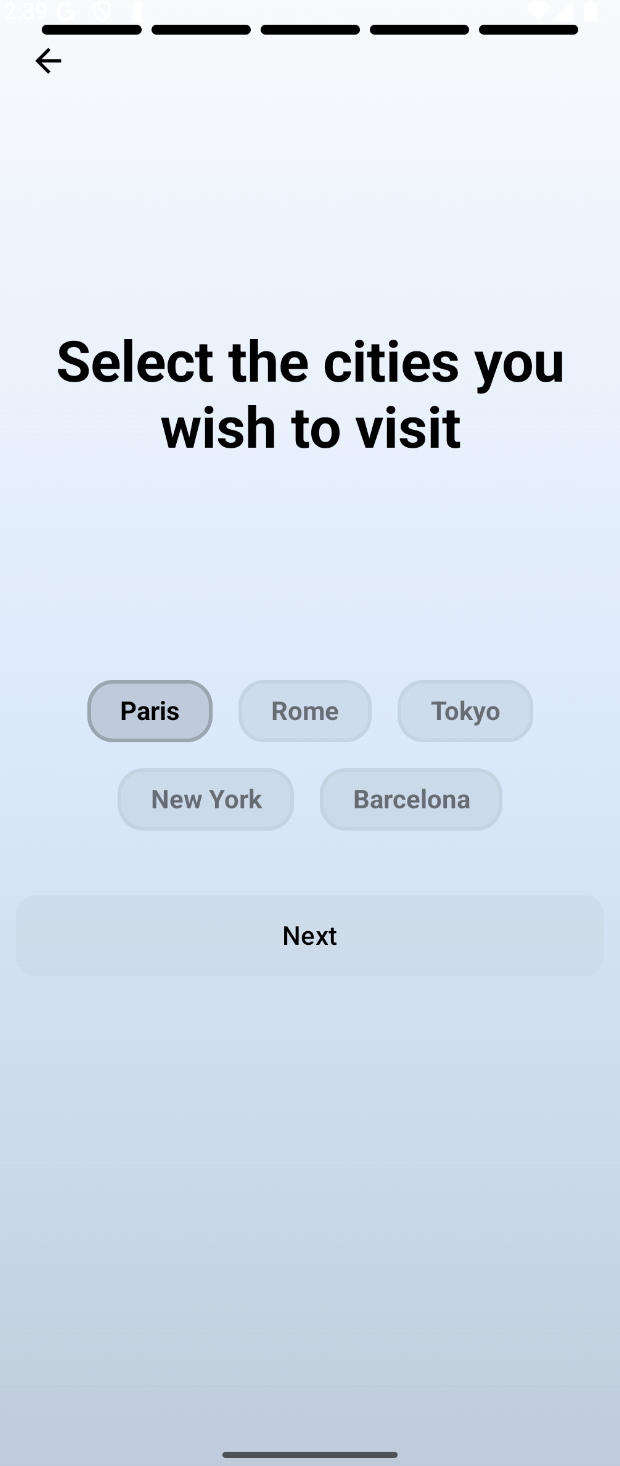 2:39 G
Select the cities you
wish to visit
Paris Rome Tokyo
New York Barcelona
Next